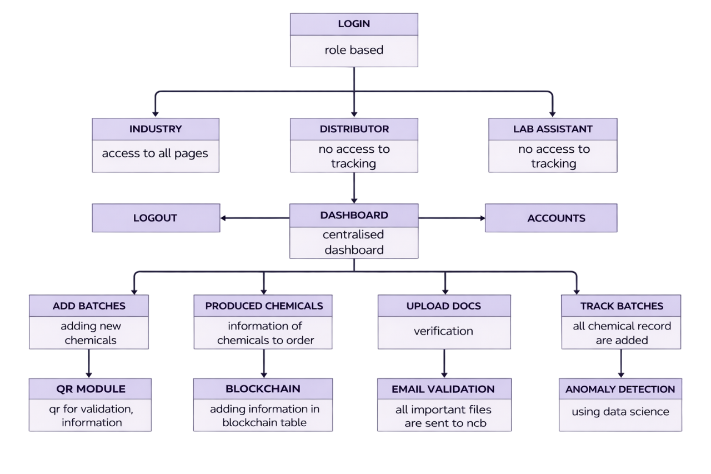 LOGIN
role based
INDUSTRY
access to all pages
DISTRIBUTOR
no access to
tracking
LAB ASSISTANT
no access to
tracking
LOGOUT
DASHBOARD
centralised
dashboard
ACCOUNTS
ADD BATCHES
adding new
chemicals
PRODUCED CHEMICALS
information of
chemicals to order
UPLOAD DOCS
verification
TRACK BATCHES
all chemical record
are added
QR MODULE
qr for validation,
information
BLOCKCHAIN
adding information in
blockchain table
EMAIL VALIDATION
all important files
are sent to ncb
ANOMALY DETECTION
using data science